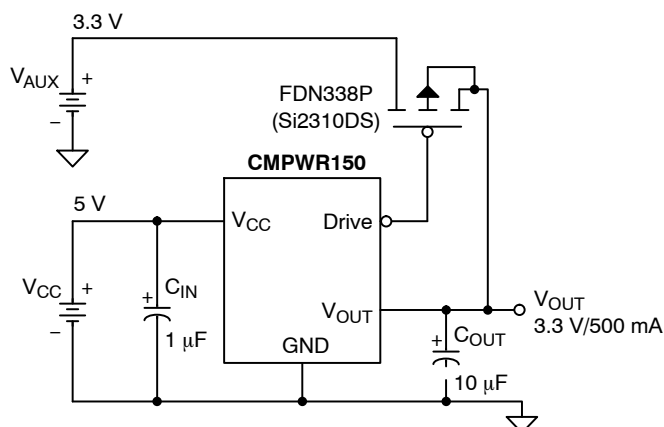 3.3 V
V_AUX
+
–
FDN338P
(Si2310DS)
CMPWR150
5 V
V_CC
Drive
V_CC
+
–
+
C_IN
1 μF
V_OUT
GND
V_OUT
3.3 V/500 mA
+
C_OUT
10 μF